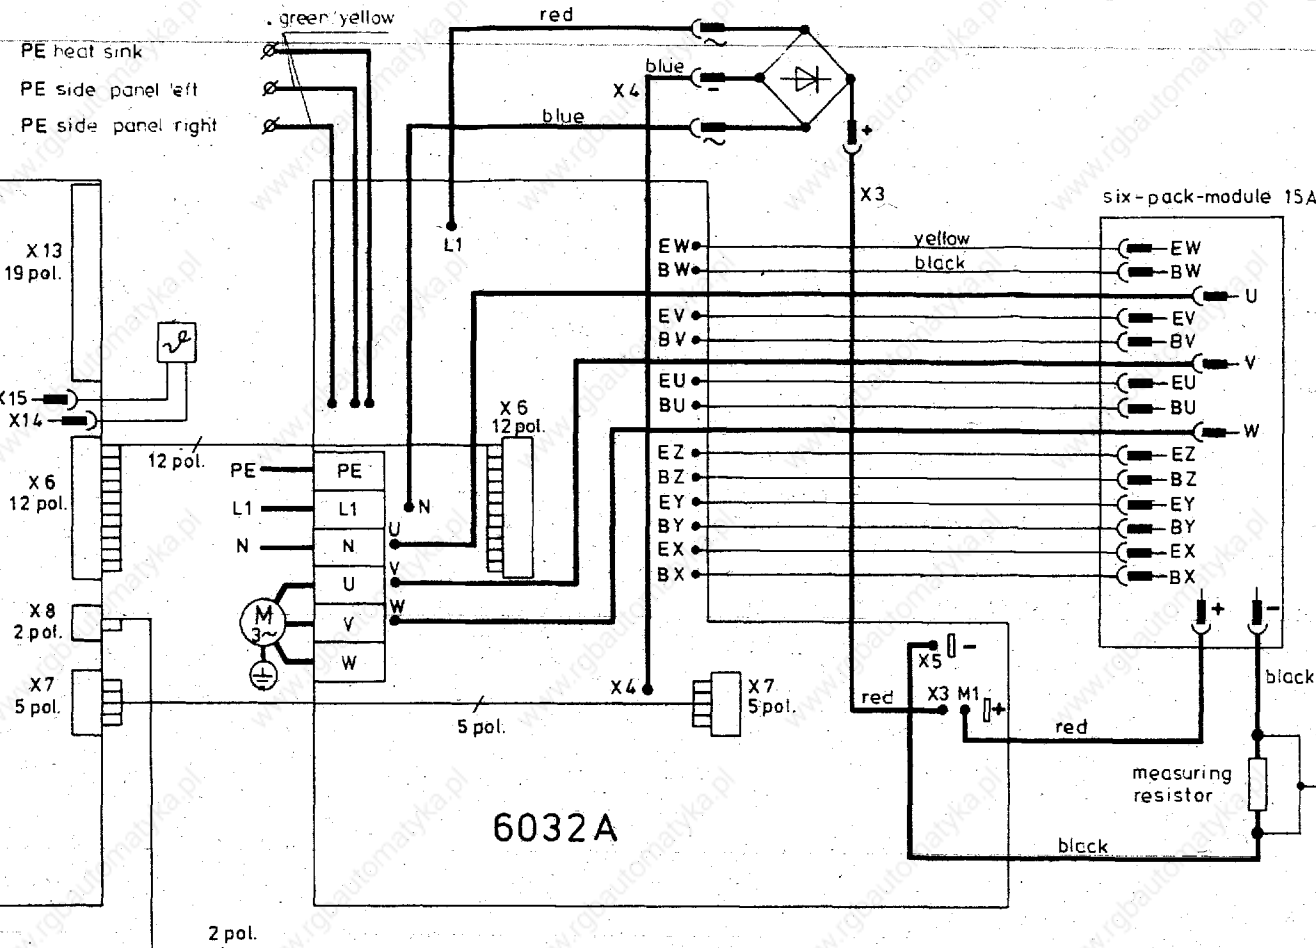 green/yellow
red
PE heat sink
blue
X4
-
PE side panel left
blue
PE side panel right
+
X3
six-pack-module 15A
L1
X13
19 pol.
yellow
black
EW
BW
EV
BV
EU
BU
EZ
BZ
EY
BY
EX
BX
EW
BW
U
EV
BV
V
EU
BU
W
EZ
BZ
EY
BY
EX
BX
+
-
X15
X14
12 pol.
X6
12 pol.
X6
12 pol.
PE
L1
N
PE
L1
N
U
V
W
N
U
V
W
M
3~
X8
2 pol.
X7
5 pol.
5 pol.
X4
X7
5 pol.
X5
-
red
X3
M1
+
red
black
measuring
resistor
black
6032A
2 pol.
www.rgbautomatyka.pl